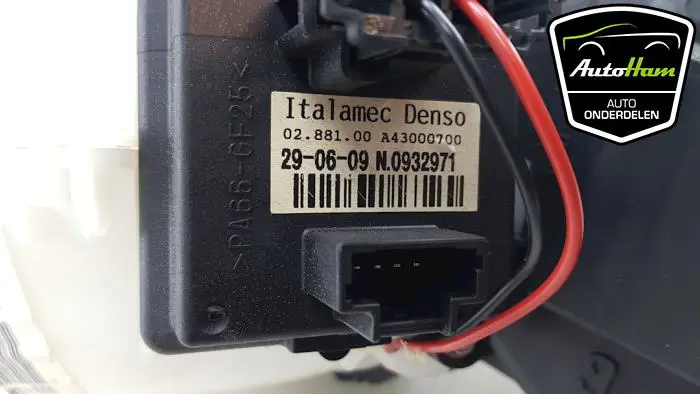 Italamec Denso
02.881.00 A43000700
29-06-09 N.0932971
>PA66-GF25<
AutoHam
AUTO
ONDERDELEN